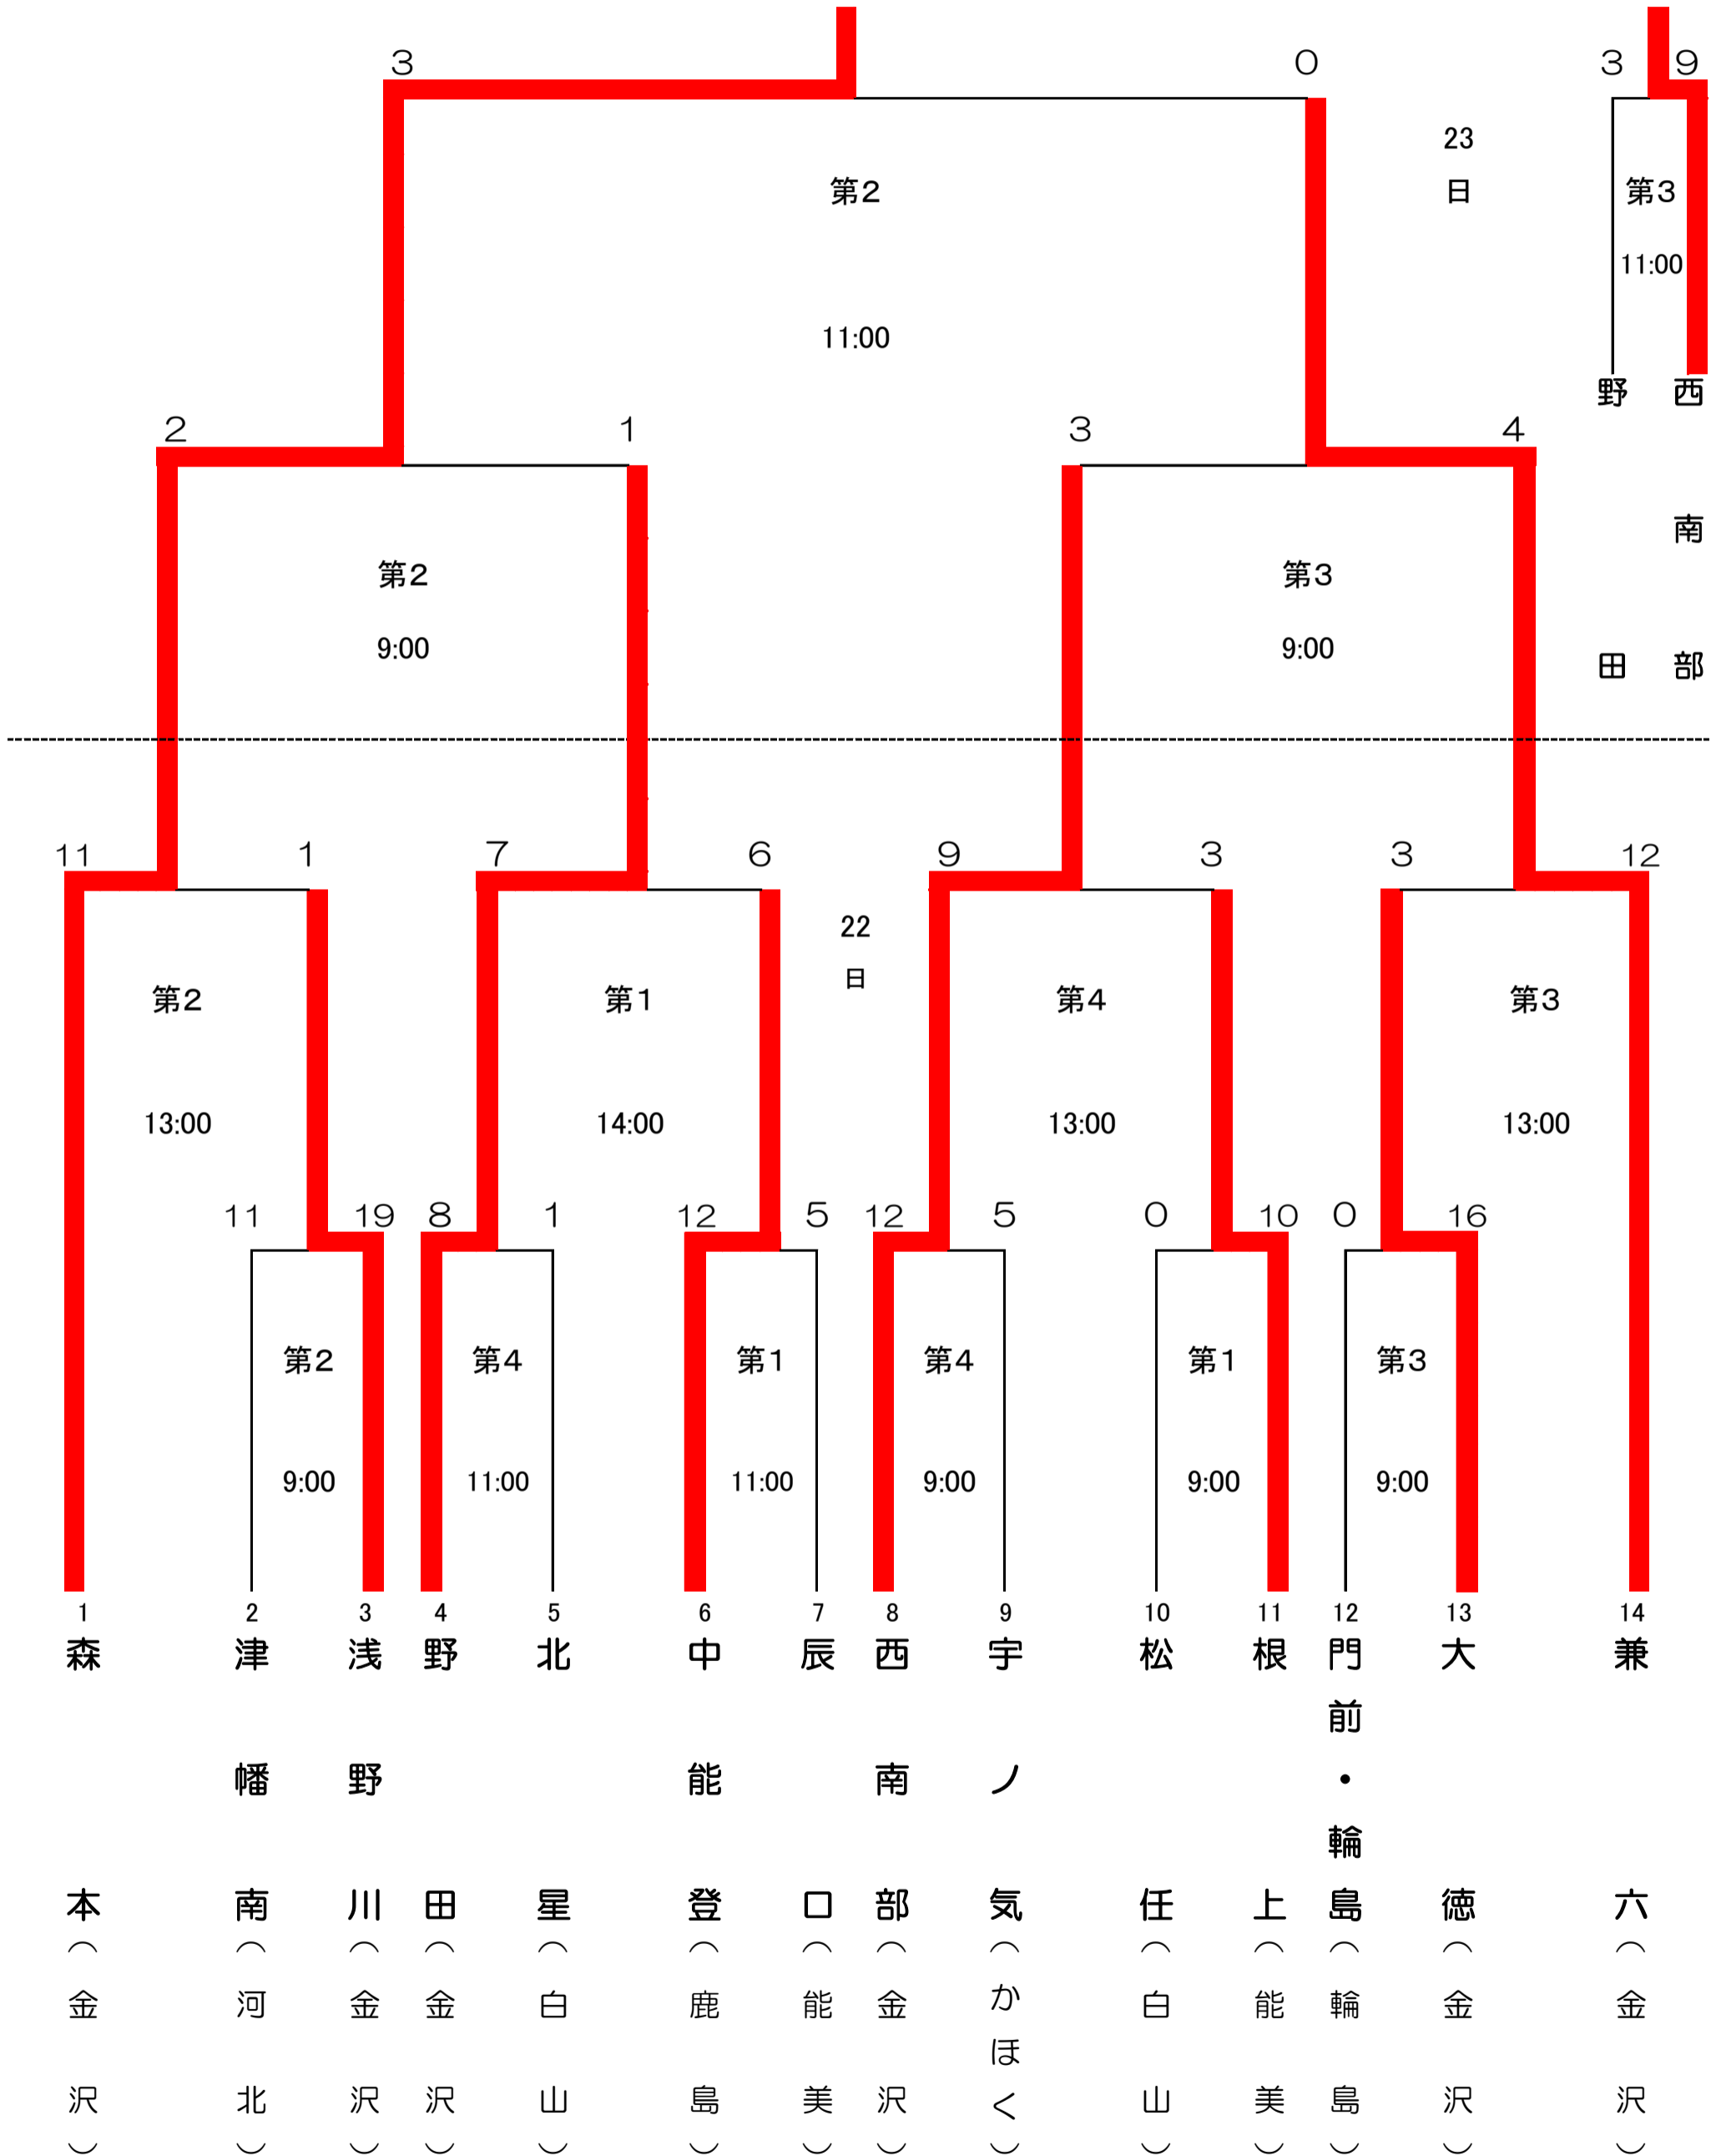 3 0 3 9
23
日
第2
第3
11:00
11:00
野田
西南部
2 1 3 4
第2 第3
9:00 9:00
11 1 7 6 9 3 3 12
22
日
第2 第1 第4 第3
13:00 14:00 13:00 13:00
11 19 8 1 12 5 12 5 0 10 0 16
第2 第4 第1 第4 第1 第3
9:00 11:00 11:00 9:00 9:00 9:00
1 森本(金沢)
2 津幡南(河北)
3 浅野川(金沢)
4 野田(金沢)
5 北星(白山)
6 中能登(鹿島)
7 辰口(能美)
8 西南部(金沢)
9 宇ノ気(かほく)
10 松任(白山)
11 根上(能美)
12 門前・輪島(輪島)
13 大徳(金沢)
14 兼六(金沢)